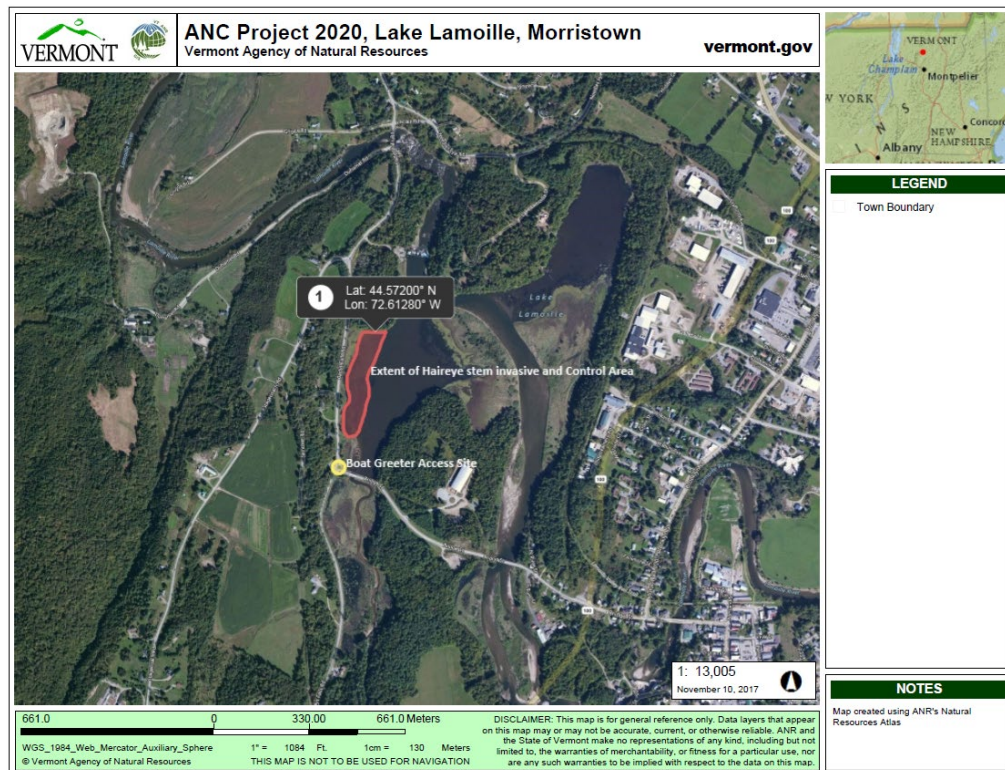 VERMONT
ANC Project 2020, Lake Lamoille, Morristown
Vermont Agency of Natural Resources
vermont.gov
VERMONT
Lake
Champlain
Montpelier
W YORK
Concord
NEW
HAMPSHIRE
Albany
LEGEND
Town Boundary
1
Lat: 44.57200° N
Lon: 72.61280° W
Lake
Lamoille
Extent of Haireye stem invasive and Control Area
Boat Greeter Access Site
100
100
100
100
1: 13,005
November 10, 2017
NOTES
Map created using ANR's Natural
Resources Atlas
661.0 0 330.00 661.0 Meters
WGS_1984_Web_Mercator_Auxiliary_Sphere 1" = 1084 Ft. 1cm = 130 Meters
© Vermont Agency of Natural Resources THIS MAP IS NOT TO BE USED FOR NAVIGATION
DISCLAIMER: This map is for general reference only. Data layers that appear
on this map may or may not be accurate, current, or otherwise reliable. ANR and
the State of Vermont make no representations of any kind, including but not
limited to, the warranties of merchantability, or fitness for a particular use, nor
are any such warranties to be implied with respect to the data on this map.